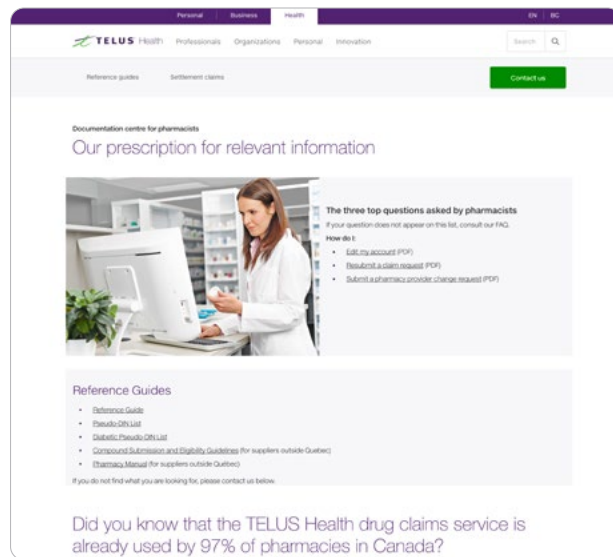 Personal Business Health EN BG
TELUS Health Professionals Organizations Personal Innovation Search
Reference guides Settlement claims Contact us
Documentation centre for pharmacists
Our prescription for relevant information
The three top questions asked by pharmacists
If your question does not appear on this list, consult our FAQ.
How do I:
• Edit my account (PDF)
• Resubmit a claim request (PDF)
• Submit a pharmacy provider change request (PDF)
Reference Guides
• Reference Guide
• Pseudo-DIN List
• Diabetic Pseudo-DIN List
• Compound Submission and Eligibility Guidelines (for suppliers outside Quebec)
• Pharmacy Manual (for suppliers outside Québec)
If you do not find what you are looking for, please contact us below.
Did you know that the TELUS Health drug claims service is
already used by 97% of pharmacies in Canada?